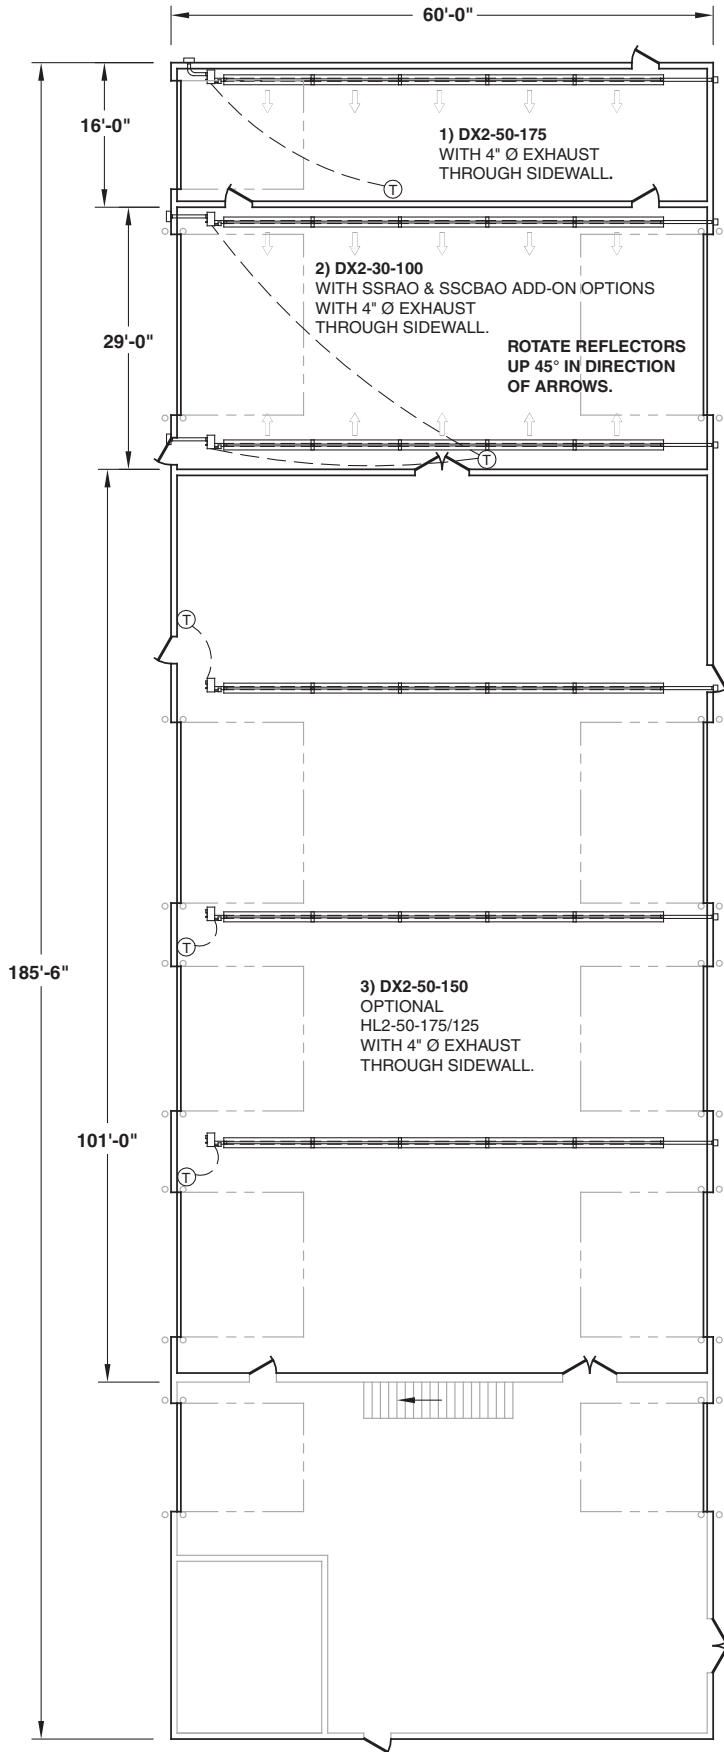 60'-0"
16'-0"
1) DX2-50-175
WITH 4" Ø EXHAUST
THROUGH SIDEWALL.
T
2) DX2-30-100
WITH SSRAO & SSCBAO ADD-ON OPTIONS
WITH 4" Ø EXHAUST
THROUGH SIDEWALL.
29'-0"
ROTATE REFLECTORS
UP 45° IN DIRECTION
OF ARROWS.
T
T
T
185'-6"
3) DX2-50-150
OPTIONAL
HL2-50-175/125
WITH 4" Ø EXHAUST
THROUGH SIDEWALL.
101'-0"
T